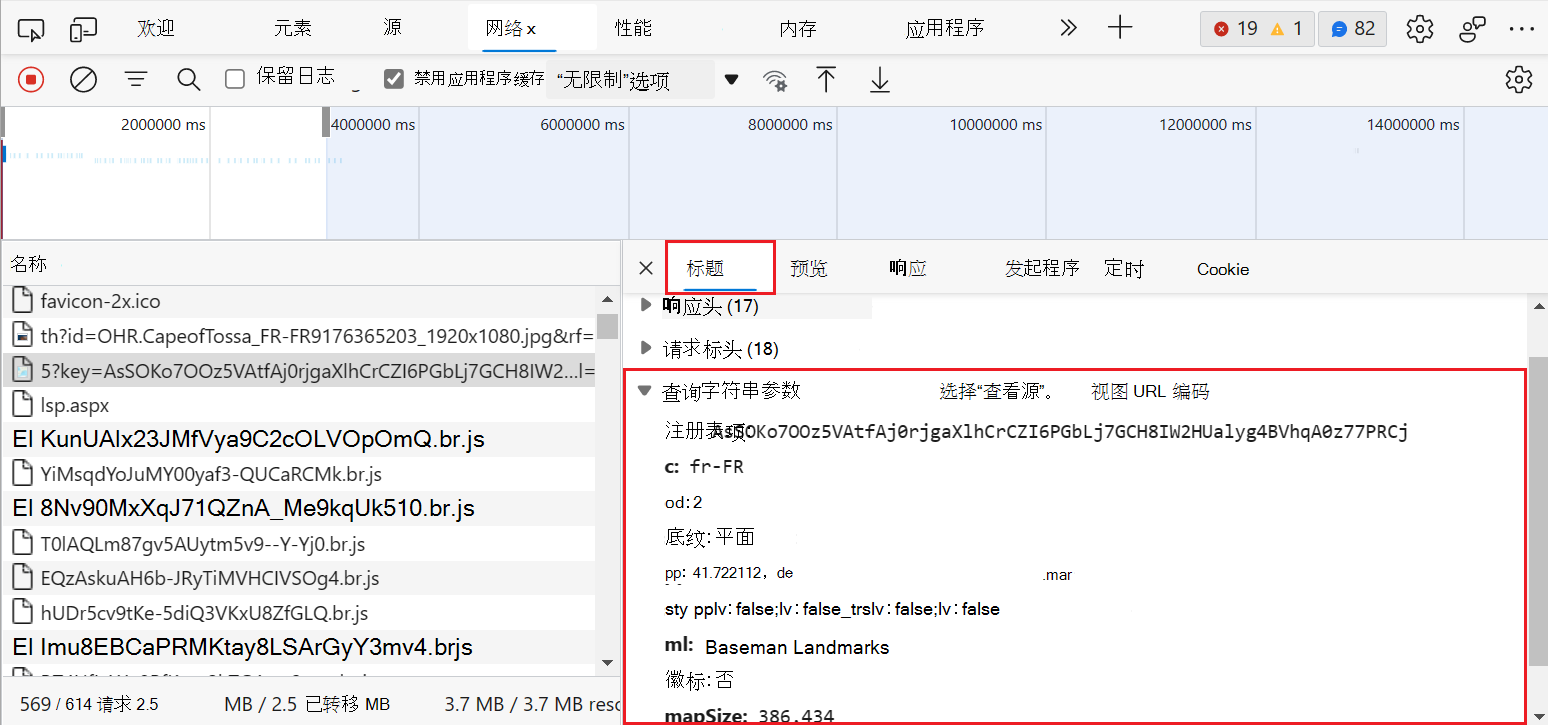 欢迎 元素 源 网络 x 性能 内存 应用程序 19 1 82
保留日志 禁用应用程序缓存 “无限制”选项
2000000 ms 4000000 ms 6000000 ms 8000000 ms 10000000 ms 12000000 ms 14000000 ms
名称
favicon-2x.ico
th?id=OHR.CapeofTossa_FR-FR9176365203_1920x1080.jpg&rf=
5?key=AsSOKo7OOz5VAtfAj0rjgaXlhCrCZI6PGbLj7GCH8IW2...l=
lsp.aspx
El KunUAlx23JMfVya9C2cOLVOpOmQ.br.js
YiMsqdYoJuMY00yaf3-QUCaRCMk.br.js
El 8Nv90MxXqJ71QZnA_Me9kqUk510.br.js
T0lAQLm87gv5AUytm5v9--Y-Yj0.br.js
EQzAskuAH6b-JRyTiMVHCIVSOg4.br.js
hUDr5cv9tKe-5diQ3VKxU8ZfGLQ.br.js
El Imu8EBCaPRMKtay8LSArGyY3mv4.brjs
569 / 614 请求 2.5 MB / 2.5 已转移 MB 3.7 MB / 3.7 MB resc
标题 预览 响应 发起程序 定时 Cookie
响应头 (17)
请求标头 (18)
查询字符串参数 选择“查看源”。 视图 URL 编码
注册表项: AsSOKo7OOz5VAtfAj0rjgaXlhCrCZI6PGbLj7GCH8IW2HUalyg4BVhqA0z77PRCj
c: fr-FR
od:2
底纹:平面
pp: 41.722112, de .mar
sty pplv:false;lv:false_trslv:false;lv:false
ml: Baseman Landmarks
徽标:否
mapSize: 386,434